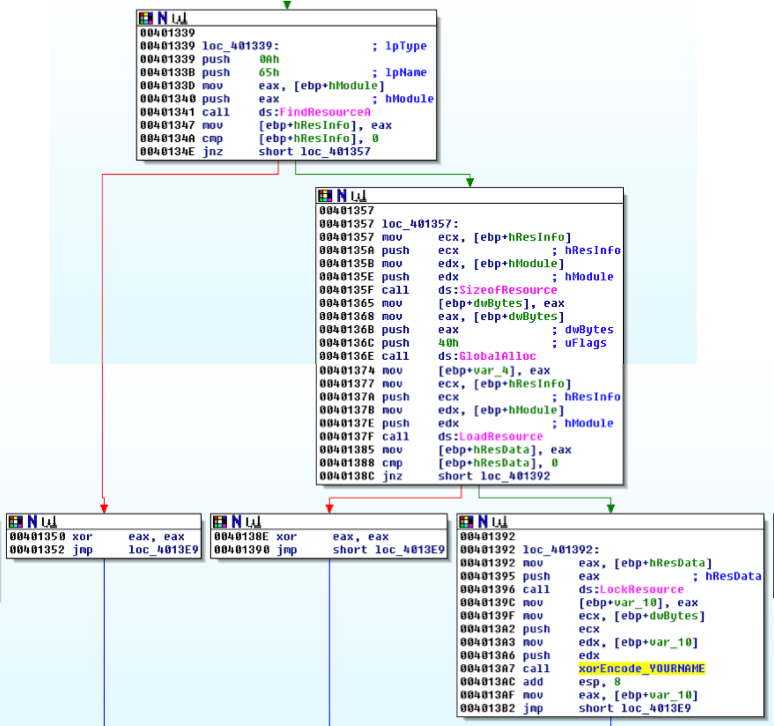 00401339
00401339 loc_401339: ; lpType
00401339 push 0Ah
0040133B push 65h ; lpName
0040133D mov eax, [ebp+hModule]
00401340 push eax ; hModule
00401341 call ds:FindResourceA
00401347 mov [ebp+hResInfo], eax
0040134A cmp [ebp+hResInfo], 0
0040134E jnz short loc_401357
00401357
00401357 loc_401357:
00401357 mov ecx, [ebp+hResInfo]
0040135A push ecx ; hResInfo
0040135B mov edx, [ebp+hModule]
0040135E push edx ; hModule
0040135F call ds:SizeofResource
00401365 mov [ebp+dwBytes], eax
00401368 mov eax, [ebp+dwBytes]
0040136B push eax ; dwBytes
0040136C push 40h ; uFlags
0040136E call ds:GlobalAlloc
00401374 mov [ebp+var_4], eax
00401377 mov ecx, [ebp+hResInfo]
0040137A push ecx ; hResInfo
0040137B mov edx, [ebp+hModule]
0040137E push edx ; hModule
0040137F call ds:LoadResource
00401385 mov [ebp+hResData], eax
00401388 cmp [ebp+hResData], 0
0040138C jnz short loc_401392
00401350 xor eax, eax
00401352 jmp loc_4013E9
0040138E xor eax, eax
00401390 jmp short loc_4013E9
00401392
00401392 loc_401392:
00401392 mov eax, [ebp+hResData]
00401395 push eax ; hResData
00401396 call ds:LockResource
0040139C mov [ebp+var_10], eax
0040139F mov ecx, [ebp+dwBytes]
004013A2 push ecx
004013A3 mov edx, [ebp+var_10]
004013A6 push edx
004013A7 call xorEncode_YOURNAME
004013AC add esp, 8
004013AF mov eax, [ebp+var_10]
004013B2 jmp short loc_4013E9